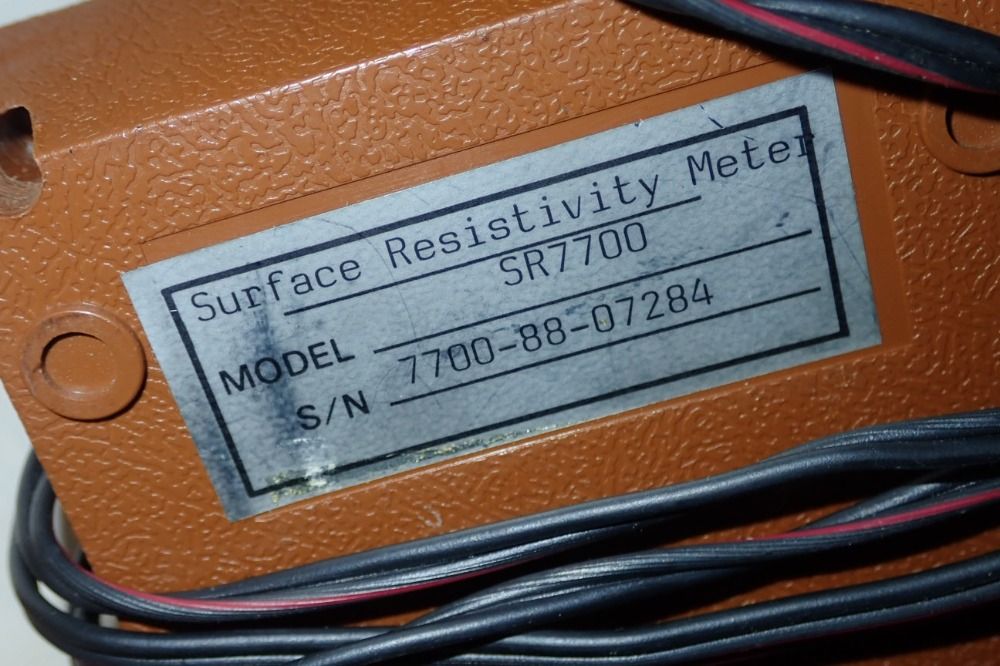 Surface Resistivity Meter
MODEL SR7700
S/N 7700-88-07284